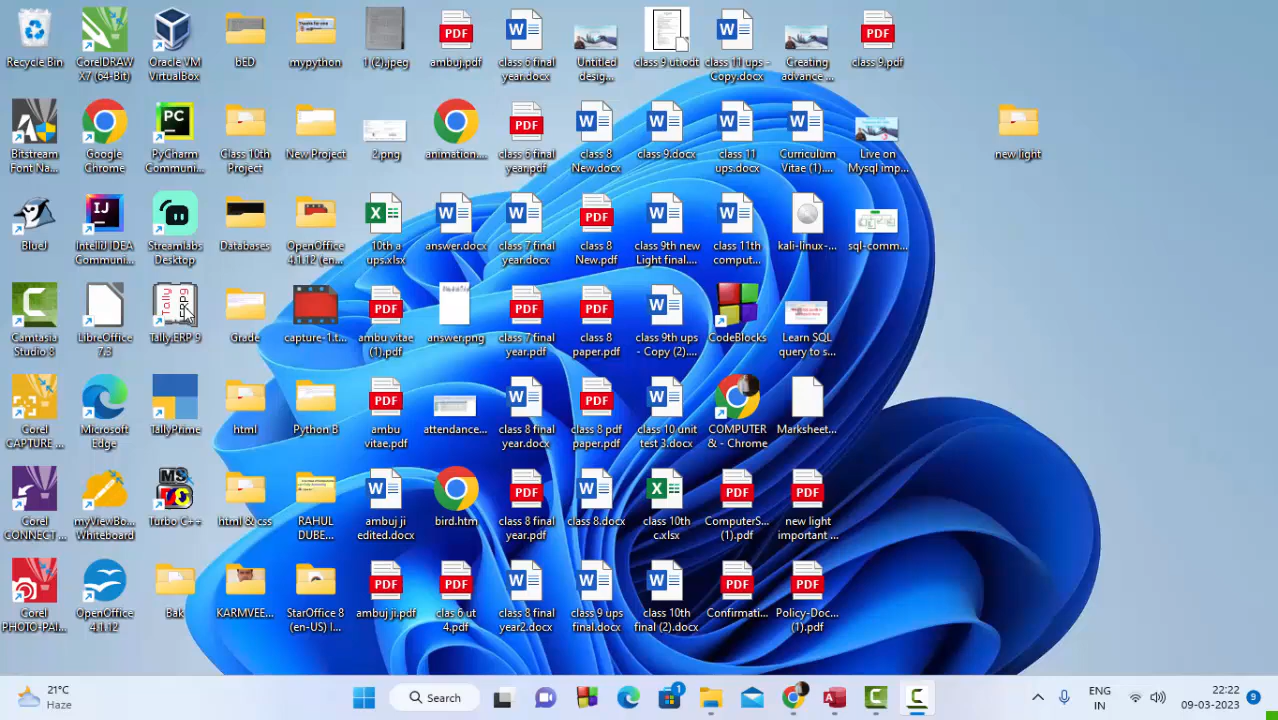 Recycle Bin
CorelDRAW X7 (64-Bit)
Oracle VM VirtualBox
bED
mypython
1 (2).jpeg
ambuj.pdf
class 6 final year.docx
Untitled desig...
class 9 ut.odt
class 11 ups - Copy.docx
Creating advance ...
class 9.pdf
Bitstream Font Na...
Google Chrome
PyCharm Communi...
Class 10th Project
New Project
2.png
animation....
class 6 final year.pdf
class 8 New.docx
class 9.docx
class 11 ups.docx
Curriculum Vitae (1)....
Live on Mysql imp...
new light
BlueJ
IntelliJ IDEA Communi...
Streamlabs Desktop
Databases
OpenOffice 4.1.12 (en...
10th a ups.xlsx
answer.docx
class 7 final year.docx
class 8 New.pdf
class 9th new Light final....
class 11th comput...
kali-linux-...
sql-comm...
Camtasia Studio 8
LibreOffice 7.3
Tally.ERP 9
Grade
capture-1.t...
ambu vitae (1).pdf
answer.png
class 7 final year.pdf
class 8 paper.pdf
class 9th ups - Copy (2)....
CodeBlocks
Learn SQL query to s...
Corel CAPTURE ...
Microsoft Edge
TallyPrime
html
Python B
ambu vitae.pdf
attendance...
class 8 final year.docx
class 8 pdf paper.pdf
class 10 unit test 3.docx
COMPUTER & - Chrome
Marksheet...
Corel CONNECT ...
myViewBo... Whiteboard
Turbo C++
html & css
RAHUL DUBE...
ambuj ji edited.docx
bird.htm
class 8 final year.pdf
class 8.docx
class 10th c.xlsx
ComputerS... (1).pdf
new light important ...
Corel PHOTO-PAI...
OpenOffice 4.1.12
Bak
KARMVEE...
StarOffice 8 (en-US) I...
ambuj ji.pdf
clas 6 ut 4.pdf
class 8 final year2.docx
class 9 ups final.docx
class 10th final (2).docx
Confirmati...
Policy-Doc... (1).pdf
21°C
Haze
Search
1
ENG
IN
22:22
09-03-2023
9